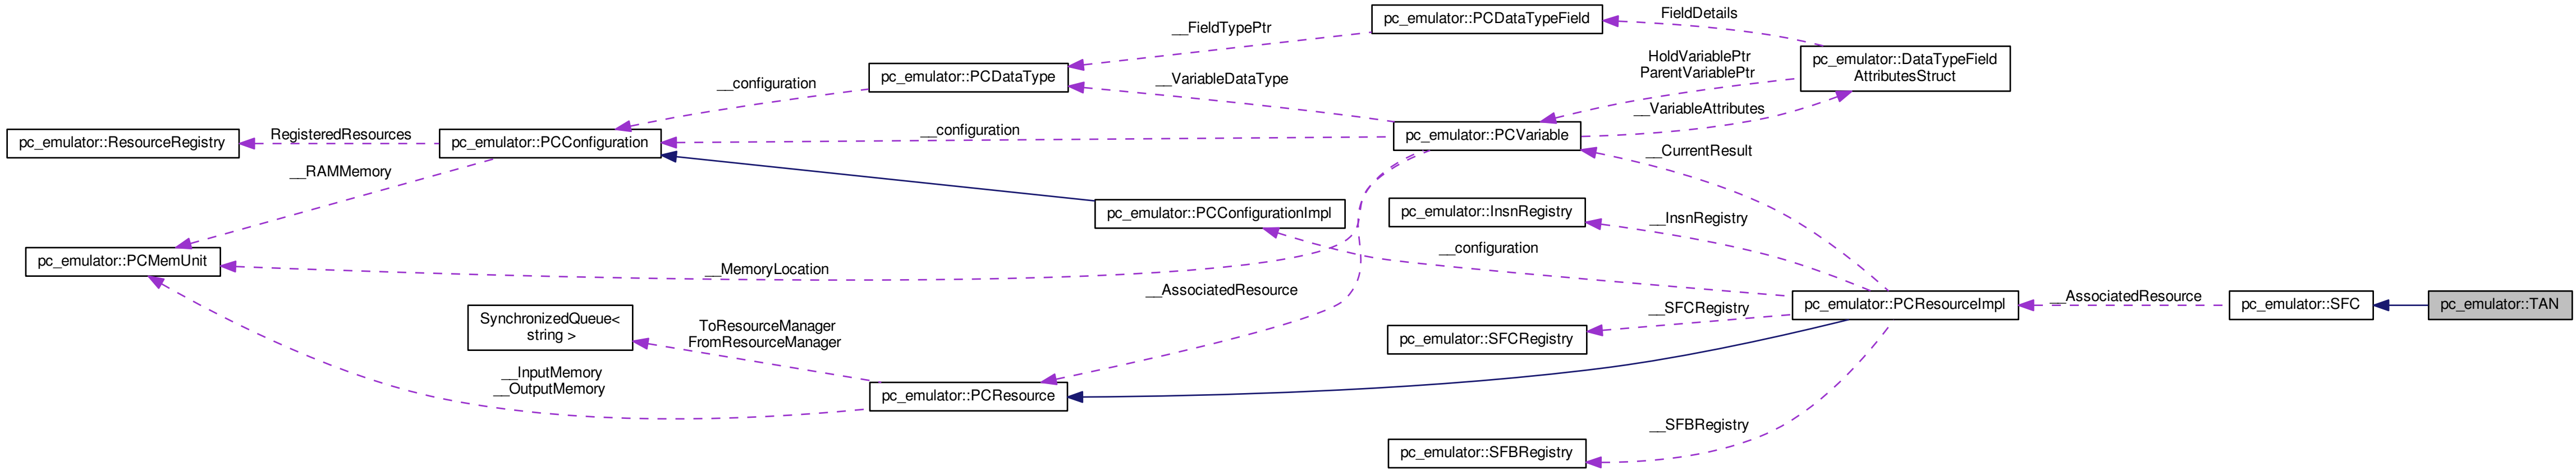 pc_emulator::PCDataTypeField
FieldDetails
__FieldTypePtr
pc_emulator::DataTypeField
AttributesStruct
HoldVariablePtr
ParentVariablePtr
pc_emulator::PCDataType
__configuration
__VariableDataType
__VariableAttributes
pc_emulator::ResourceRegistry
RegisteredResources
pc_emulator::PCConfiguration
__configuration
pc_emulator::PCVariable
__CurrentResult
__RAMMemory
pc_emulator::PCConfigurationImpl
pc_emulator::InsnRegistry
__InsnRegistry
__configuration
pc_emulator::PCMemUnit
__MemoryLocation
__AssociatedResource
pc_emulator::PCResourceImpl
__AssociatedResource
pc_emulator::SFC
pc_emulator::TAN
SynchronizedQueue<
string >
ToResourceManager
FromResourceManager
__SFCRegistry
pc_emulator::SFCRegistry
__InputMemory
__OutputMemory
pc_emulator::PCResource
__SFBRegistry
pc_emulator::SFBRegistry